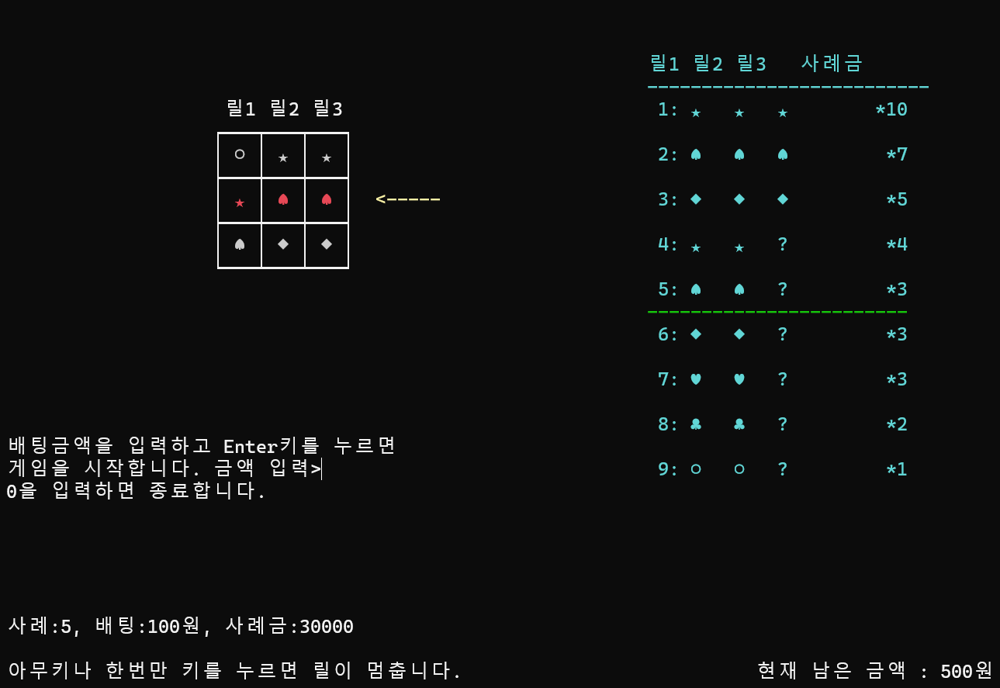 릴1 릴2 릴3 사례금
릴1 릴2 릴3
1: ★ ★ ★ *10
○ ★ ★
2: ♠ ♠ ♠ *7
★ ♠ ♠ <-----
3: ◆ ◆ ◆ *5
♠ ◆ ◆
4: ★ ★ ? *4
5: ♠ ♠ ? *3
6: ◆ ◆ ? *3
7: ♥ ♥ ? *3
8: ♣ ♣ ? *2
9: ○ ○ ? *1
배팅금액을 입력하고 Enter키를 누르면
게임을 시작합니다. 금액 입력>
0을 입력하면 종료합니다.
사례:5, 배팅:100원, 사례금:30000
아무키나 한번만 키를 누르면 릴이 멈춥니다.
현재 남은 금액 : 500원